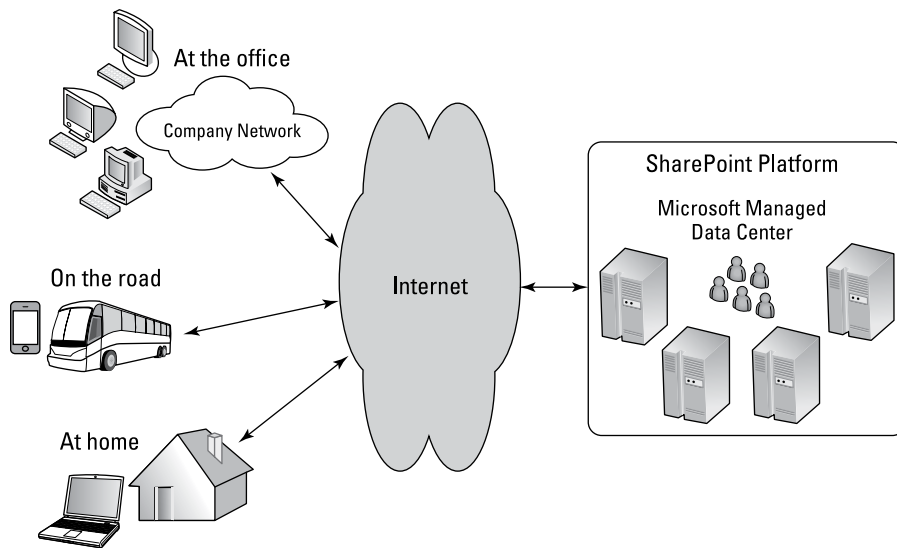 At the office
Company Network
On the road
At home
Internet
SharePoint Platform
Microsoft Managed
Data Center